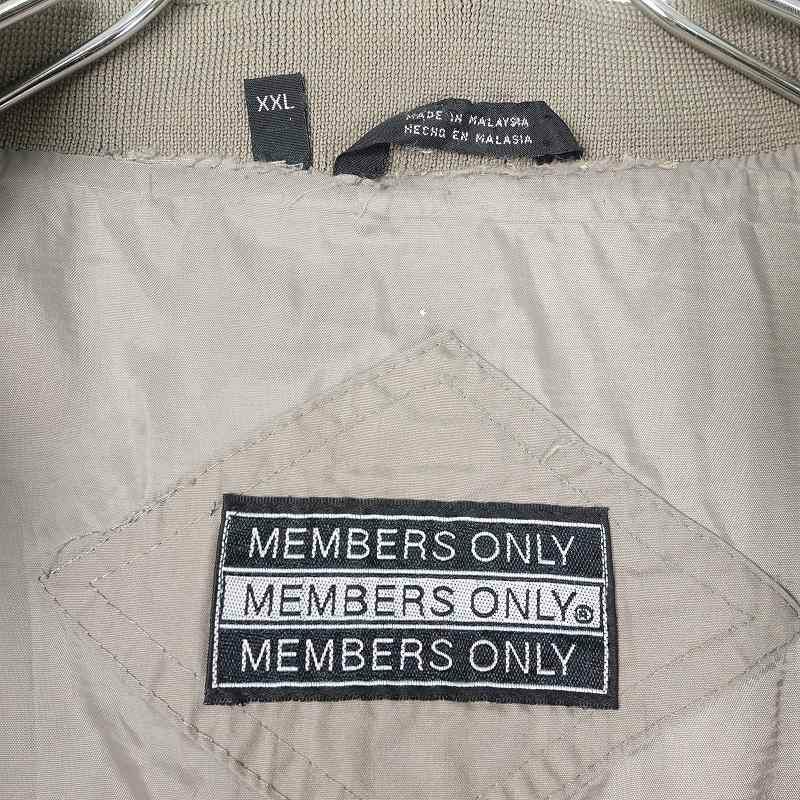 XXL
MADE IN MALAYSIA
HECHO EN MALASIA
MEMBERS ONLY
MEMBERS ONLY®
MEMBERS ONLY